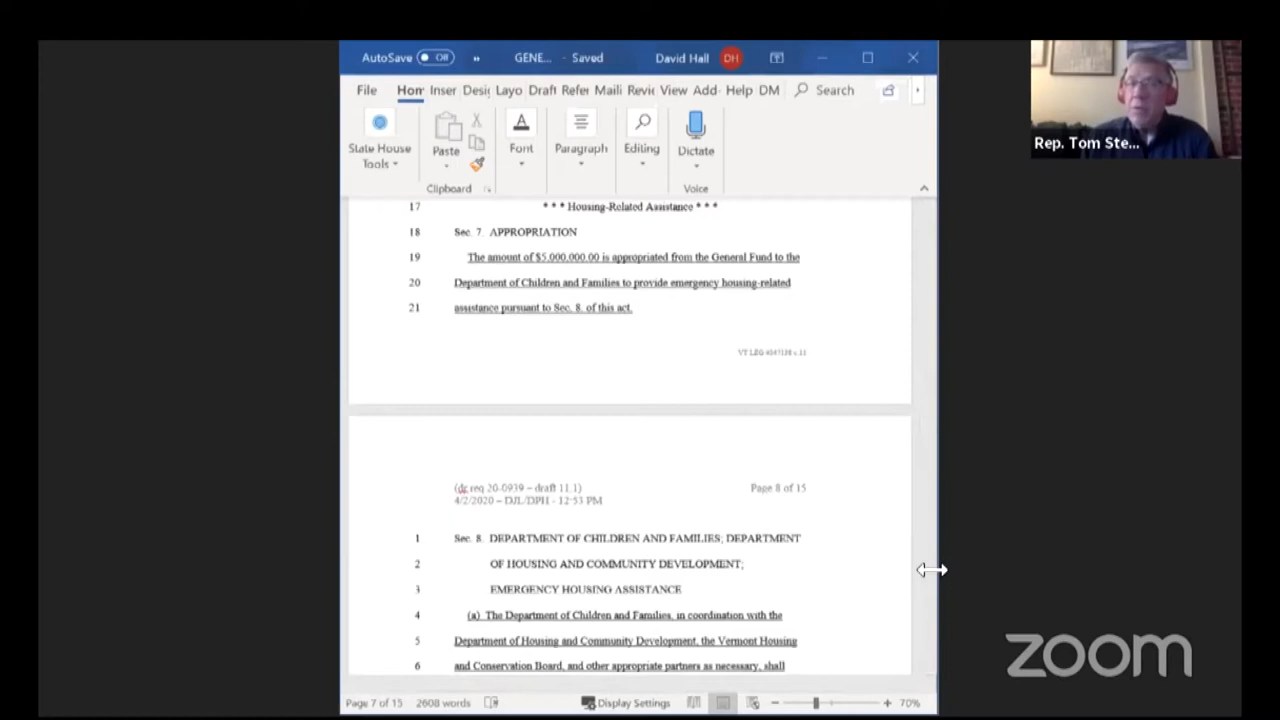 AutoSave Off » GENE... · Saved David Hall DH
File Hon Inser Desi Layo Draft Refer Maili Revie View Add- Help DM Search
State House Tools
Paste
Font
Paragraph
Editing
Dictate
Clipboard
Voice
Rep. Tom Ste...
17 * * * Housing-Related Assistance * * *
18 Sec. 7. APPROPRIATION
19 The amount of $5,000,000.00 is appropriated from the General Fund to the
20 Department of Children and Families to provide emergency housing-related
21 assistance pursuant to Sec. 8. of this act.
VT LEG #347138 v.11
(dr req 20-0939 – draft 11.1) Page 8 of 15
4/2/2020 – DJL/DPH - 12:53 PM
1 Sec. 8. DEPARTMENT OF CHILDREN AND FAMILIES; DEPARTMENT
2 OF HOUSING AND COMMUNITY DEVELOPMENT;
3 EMERGENCY HOUSING ASSISTANCE
4 (a) The Department of Children and Families, in coordination with the
5 Department of Housing and Community Development, the Vermont Housing
6 and Conservation Board, and other appropriate partners as necessary, shall
Page 7 of 15 2608 words Display Settings 70%
zoom